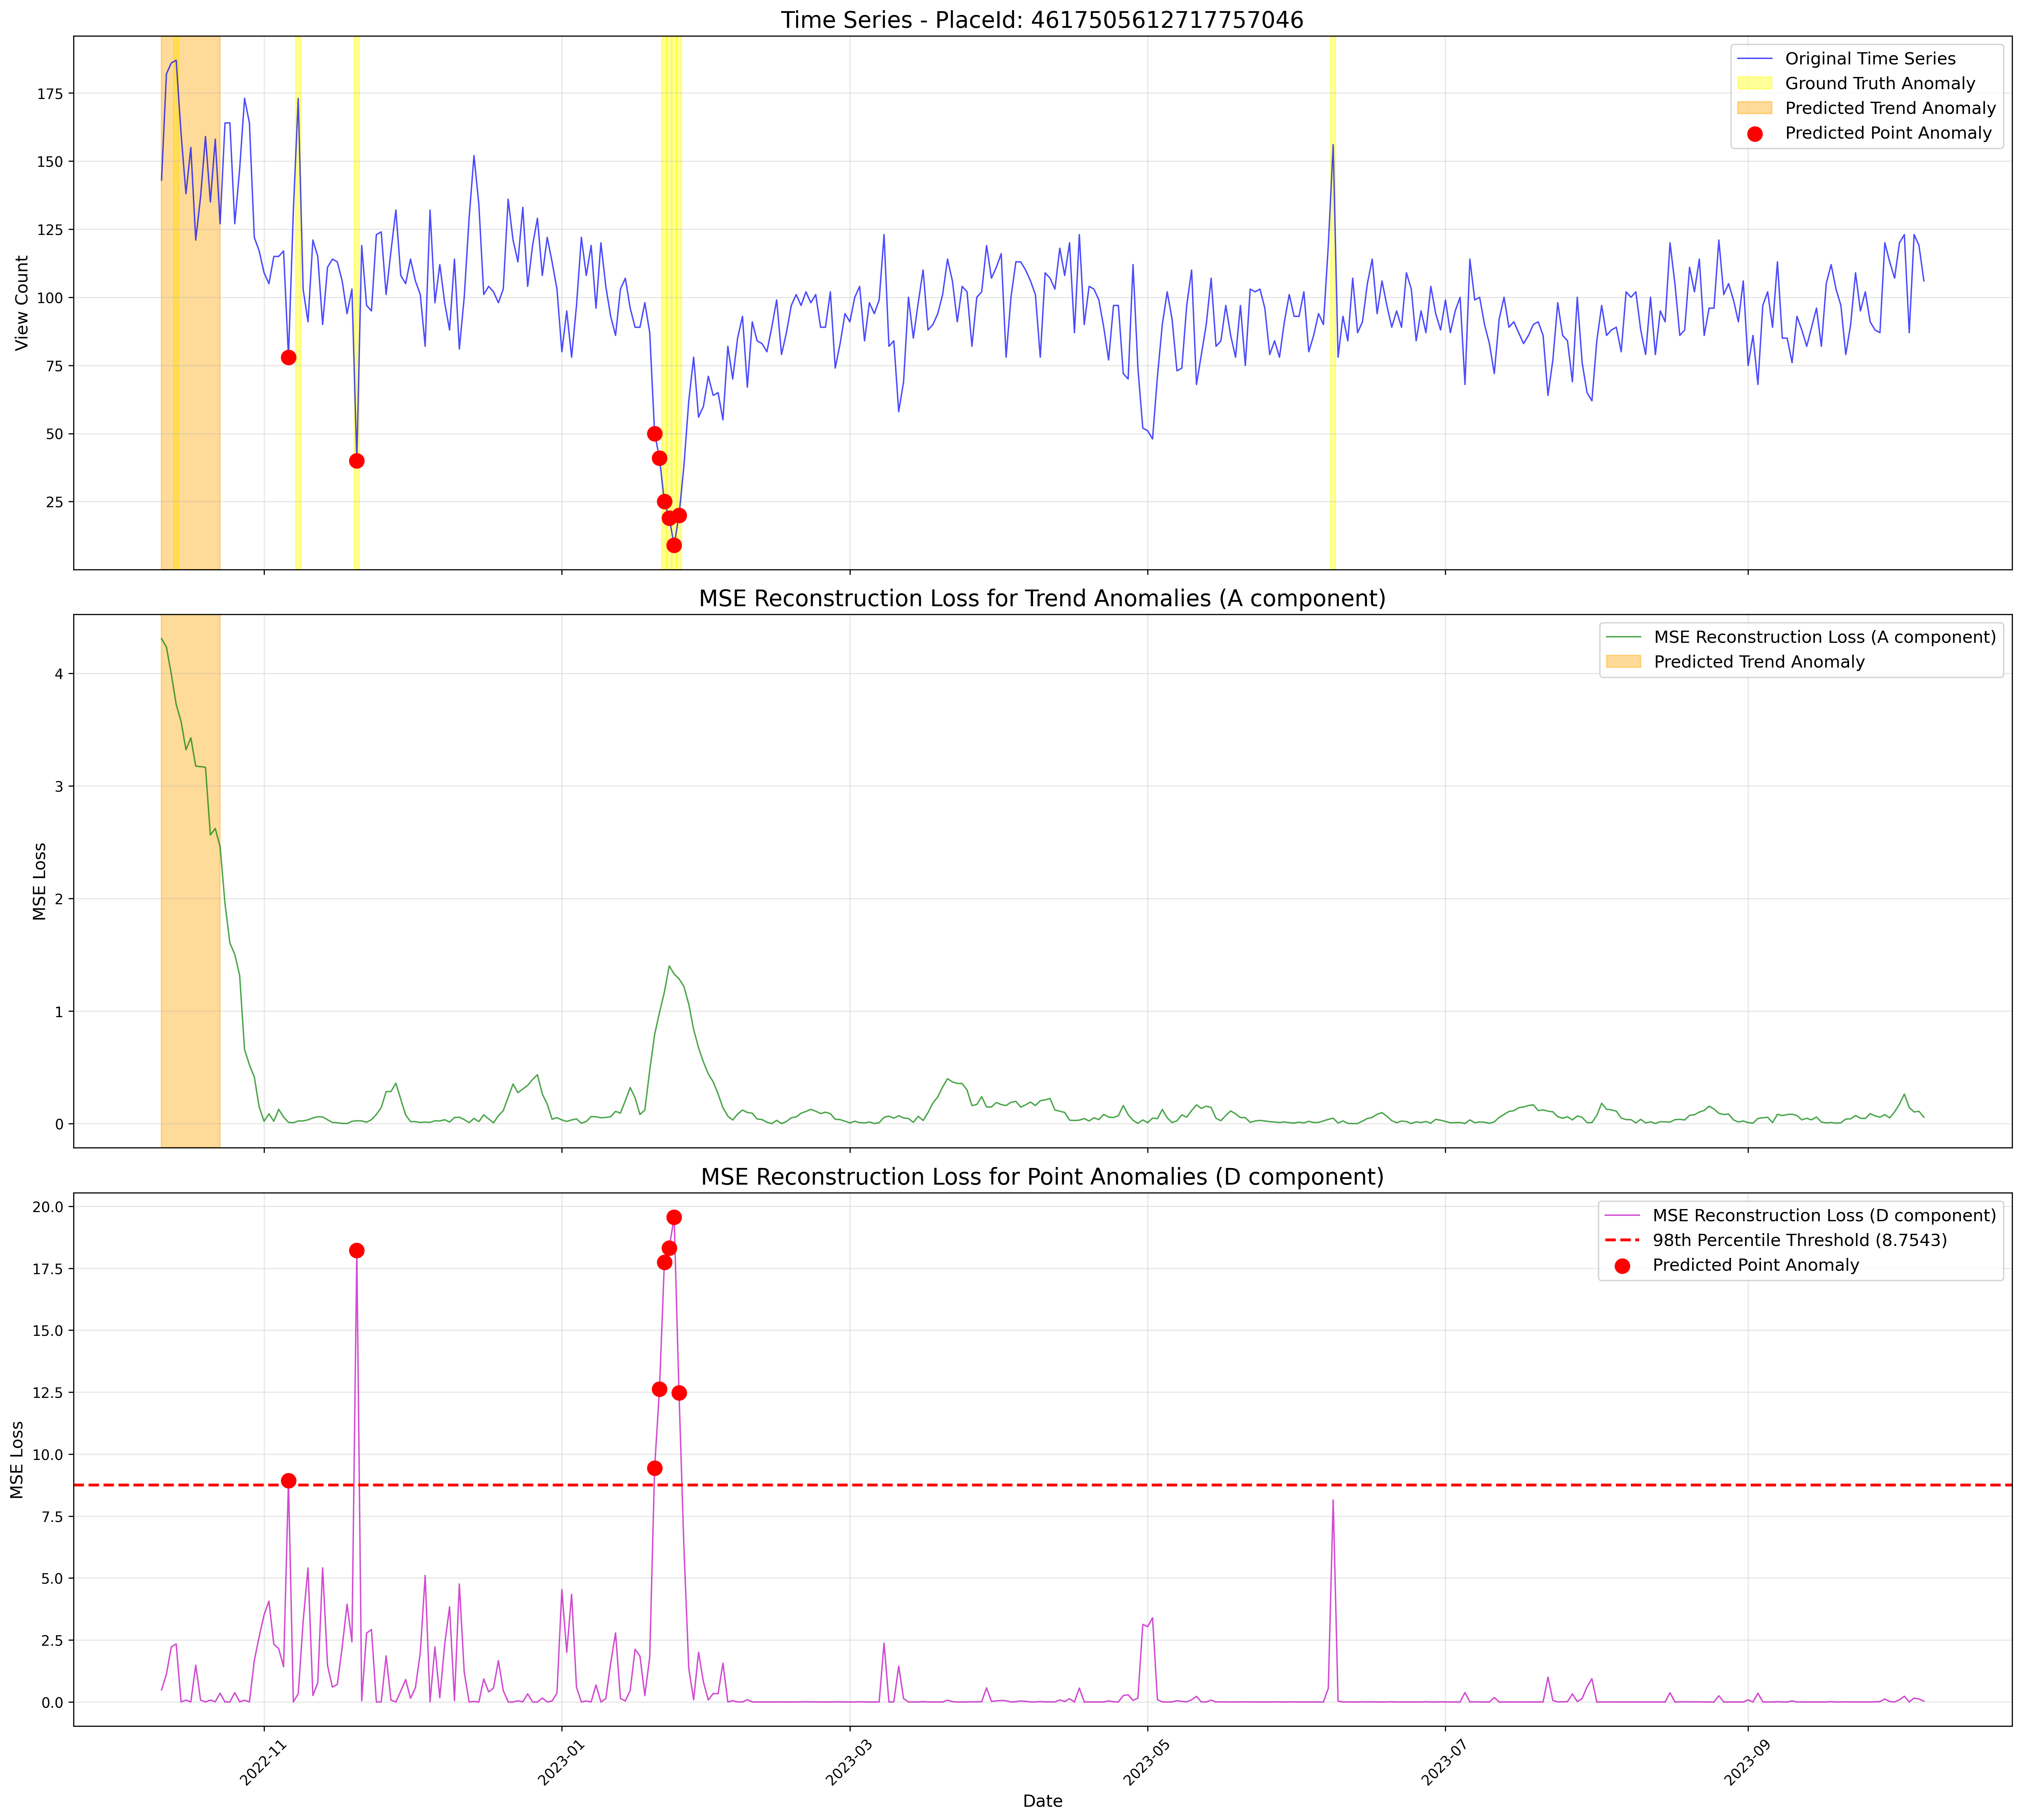 Time Series - PlaceId: 4617505612717757046
Original Time Series
Ground Truth Anomaly
Predicted Trend Anomaly
Predicted Point Anomaly
View Count
175
150
125
100
75
50
25
MSE Reconstruction Loss for Trend Anomalies (A component)
MSE Reconstruction Loss (A component)
Predicted Trend Anomaly
MSE Loss
4
3
2
1
0
MSE Reconstruction Loss for Point Anomalies (D component)
MSE Reconstruction Loss (D component)
98th Percentile Threshold (8.7543)
Predicted Point Anomaly
MSE Loss
20.0
17.5
15.0
12.5
10.0
7.5
5.0
2.5
0.0
2022-11
2023-01
2023-03
2023-05
2023-07
2023-09
Date